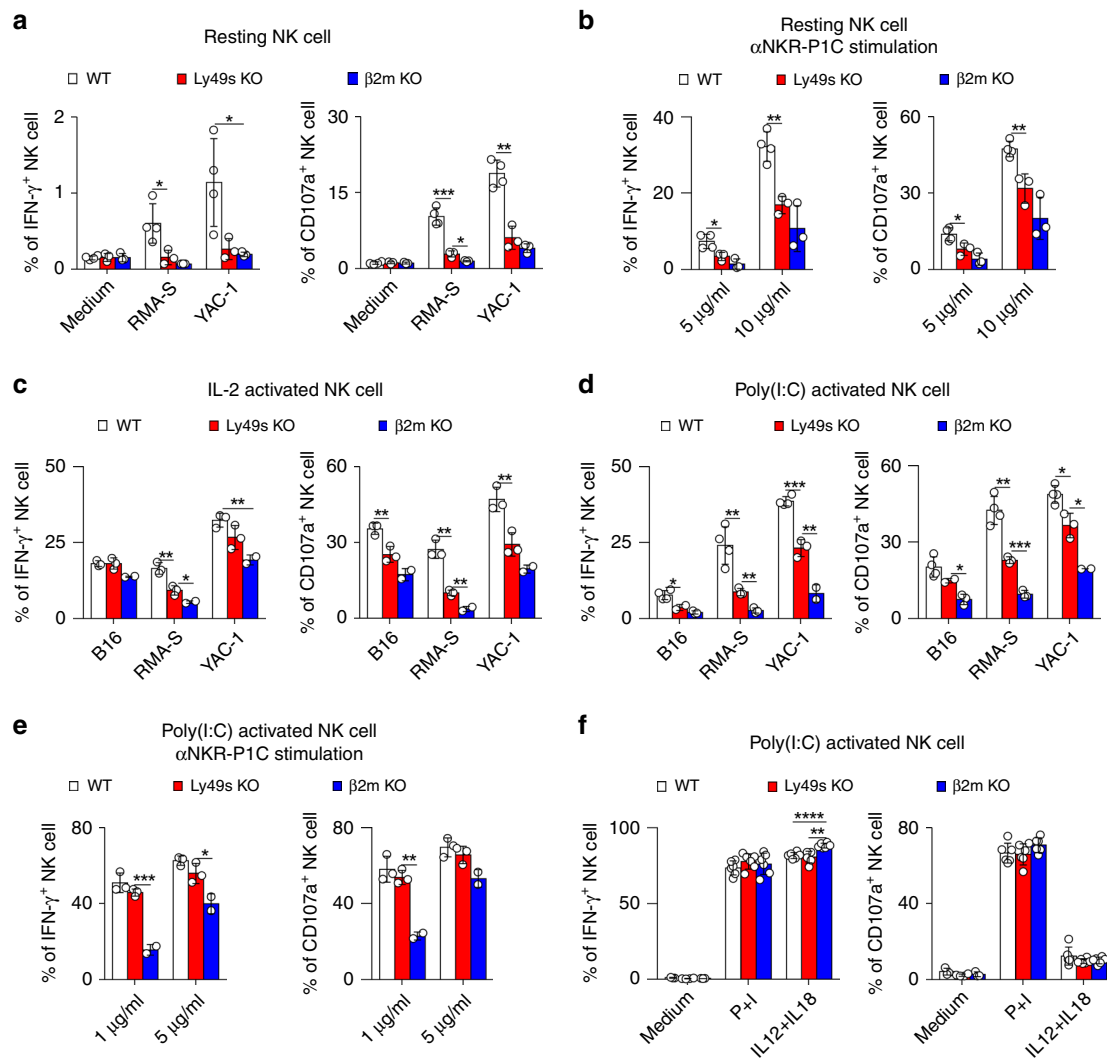 a
Resting NK cell
WT
Ly49s KO
β2m KO
% of IFN-γ+ NK cell
2
1
0
Medium
RMA-S
YAC-1
*
*
% of CD107a+ NK cell
30
15
0
Medium
RMA-S
YAC-1
***
*
**
b
Resting NK cell
αNKR-P1C stimulation
WT
Ly49s KO
β2m KO
% of IFN-γ+ NK cell
40
20
0
5 μg/ml
10 μg/ml
*
**
% of CD107a+ NK cell
60
30
0
5 μg/ml
10 μg/ml
*
**
c
IL-2 activated NK cell
WT
Ly49s KO
β2m KO
% of IFN-γ+ NK cell
50
25
0
B16
RMA-S
YAC-1
**
*
**
% of CD107a+ NK cell
60
30
0
B16
RMA-S
YAC-1
**
**
**
**
d
Poly(I:C) activated NK cell
WT
Ly49s KO
β2m KO
% of IFN-γ+ NK cell
50
25
0
B16
RMA-S
YAC-1
*
**
**
***
**
% of CD107a+ NK cell
60
30
0
B16
RMA-S
YAC-1
*
**
***
*
*
e
Poly(I:C) activated NK cell
αNKR-P1C stimulation
WT
Ly49s KO
β2m KO
% of IFN-γ+ NK cell
80
40
0
1 μg/ml
5 μg/ml
***
*
% of CD107a+ NK cell
80
40
0
1 μg/ml
5 μg/ml
**
f
Poly(I:C) activated NK cell
WT
Ly49s KO
β2m KO
% of IFN-γ+ NK cell
100
50
0
Medium
P+I
IL12+IL18
****
**
% of CD107a+ NK cell
80
40
0
Medium
P+I
IL12+IL18